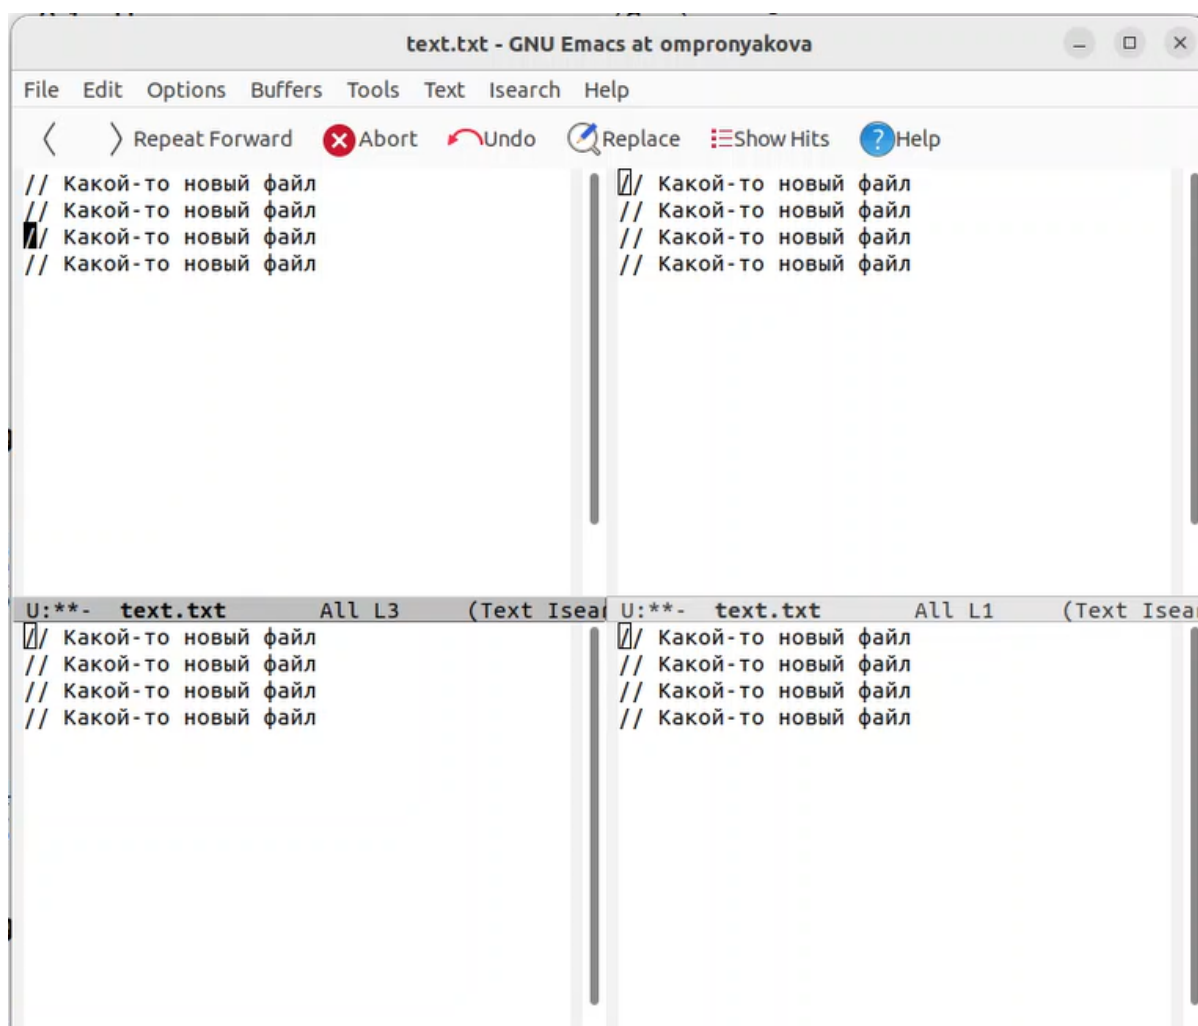 text.txt - GNU Emacs at ompronyakova
File Edit Options Buffers Tools Text Isearch Help
Repeat Forward Abort Undo Replace Show Hits Help
// Какой-то новый файл
// Какой-то новый файл
// Какой-то новый файл
// Какой-то новый файл
U:**- text.txt All L3 (Text Isea
// Какой-то новый файл
// Какой-то новый файл
// Какой-то новый файл
// Какой-то новый файл
U:**- text.txt All L1 (Text Isea
// Какой-то новый файл
// Какой-то новый файл
// Какой-то новый файл
// Какой-то новый файл
// Какой-то новый файл
// Какой-то новый файл
// Какой-то новый файл
// Какой-то новый файл